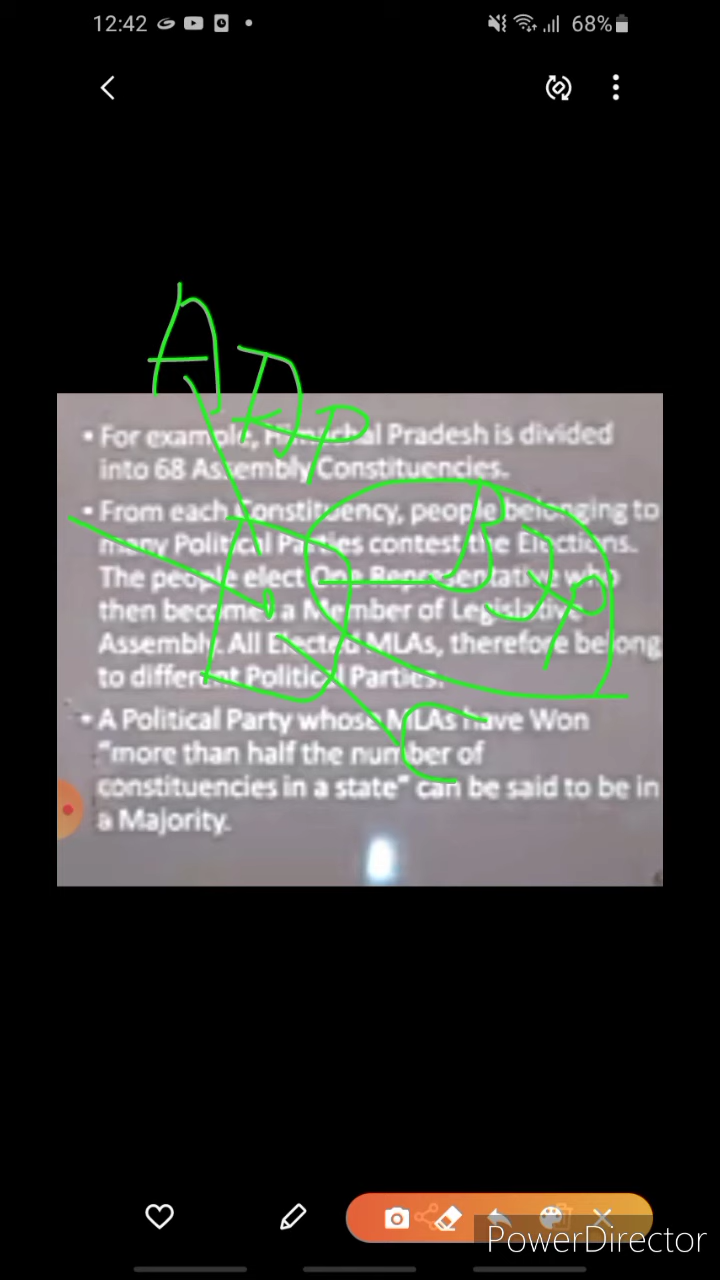 12:42
68%
• For example, Himachal Pradesh is divided
into 68 Assembly Constituencies.
• From each Constituency, people belonging to
many Political Parties contest the Elections.
The people elect One Representative who
then becomes a Member of Legislative
Assembly. All Elected MLAs, therefore belong
to different Political Parties.
• A Political Party whose MLAs have Won
"more than half the number of
constituencies in a state" can be said to be in
a Majority.
A
B
C
PowerDirector